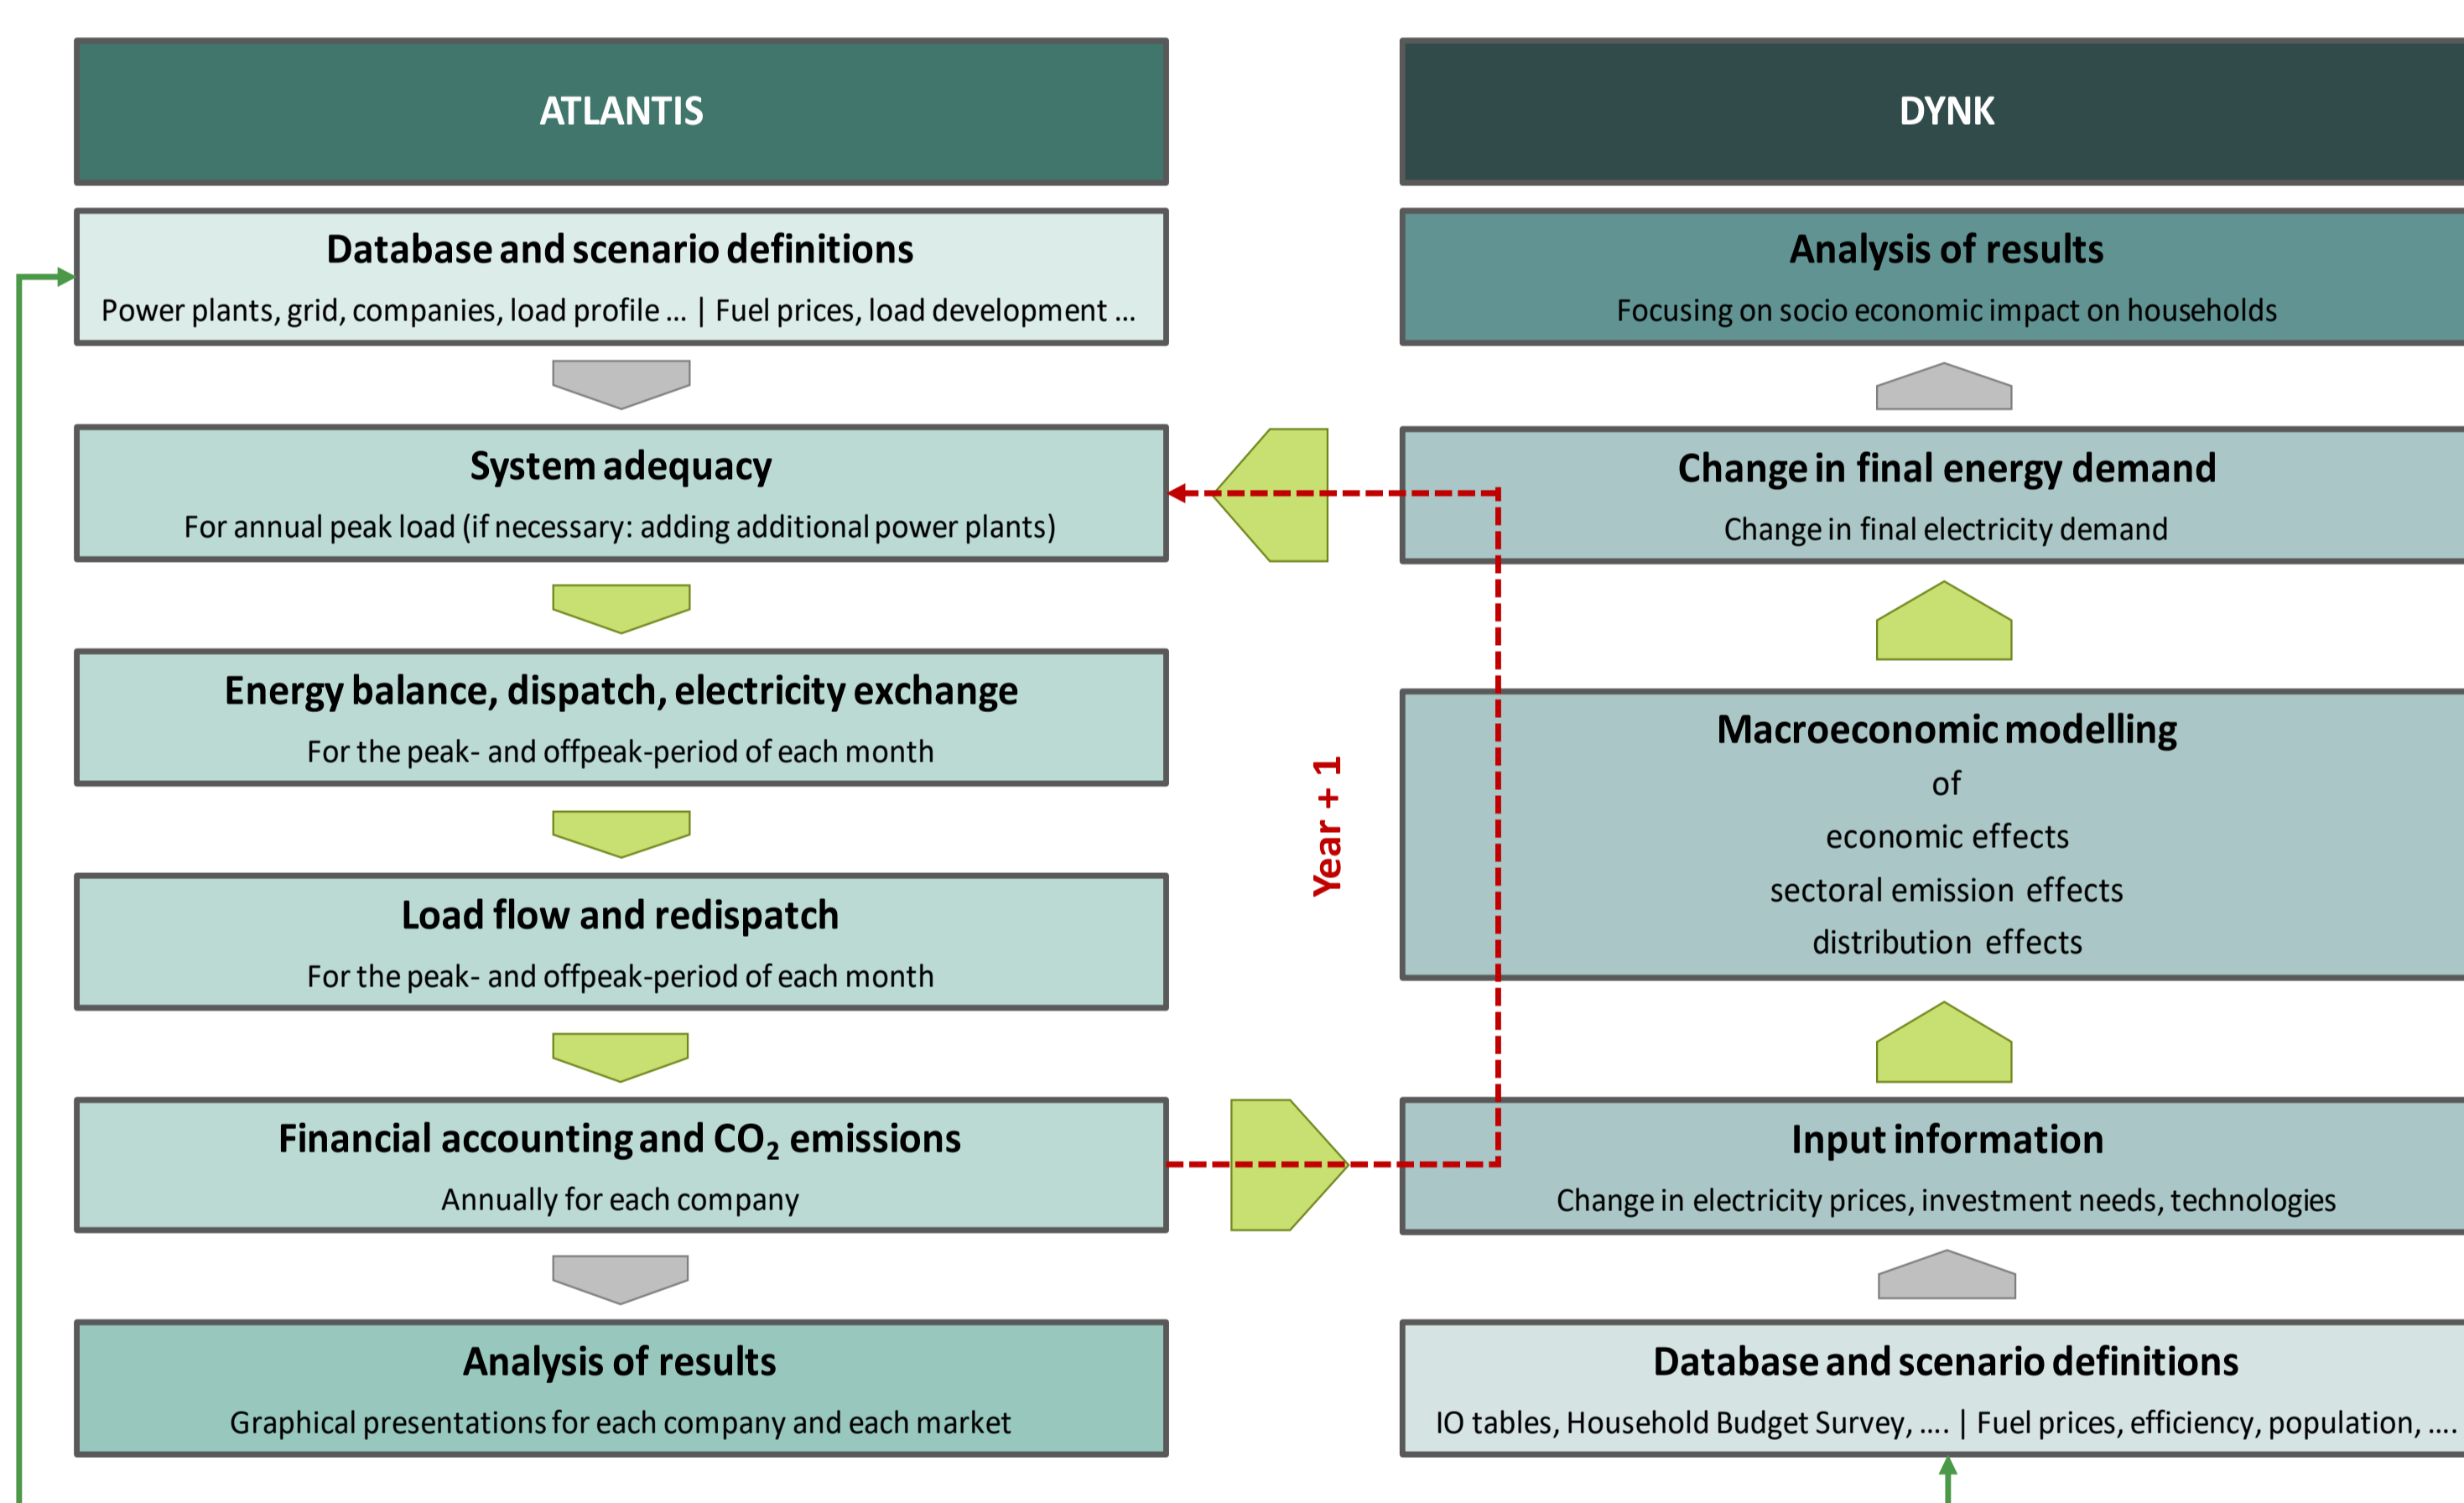 ATLANTIS
Database and scenario definitions
Power plants, grid, companies, load profile ... | Fuel prices, load development ...
System adequacy
For annual peak load (if necessary: adding additional power plants)
Energy balance, dispatch, electricity exchange
For the peak- and offpeak-period of each month
Load flow and redispatch
For the peak- and offpeak-period of each month
Financial accounting and CO₂ emissions
Annually for each company
Analysis of results
Graphical presentations for each company and each market
Year + 1
DYNK
Analysis of results
Focusing on socio economic impact on households
Change in final energy demand
Change in final electricity demand
Macroeconomic modelling
of
economic effects
sectoral emission effects
distribution effects
Input information
Change in electricity prices, investment needs, technologies
Database and scenario definitions
IO tables, Household Budget Survey, .... | Fuel prices, efficiency, population, ....